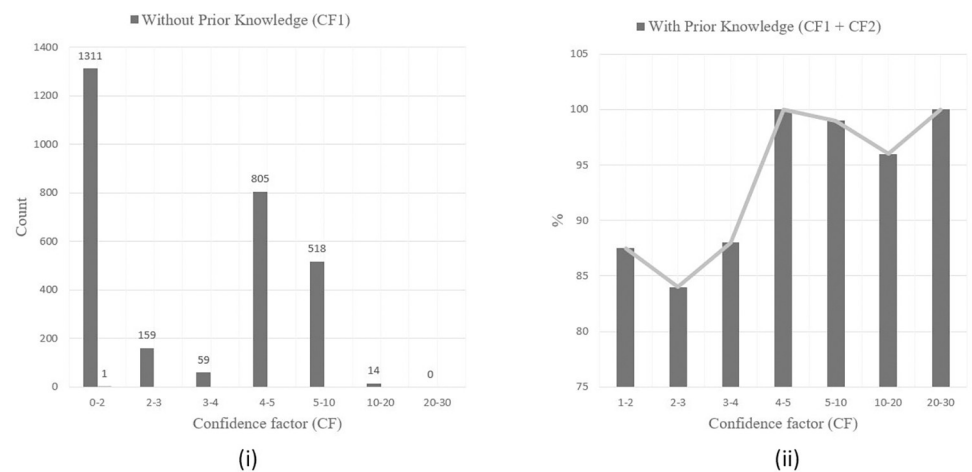 Without Prior Knowledge (CF1)
1400
1200
1000
800
600
400
200
0
Count
1311
1
159
59
805
518
14
0
0-2 2-3 3-4 4-5 5-10 10-20 20-30
Confidence factor (CF)
(i)
With Prior Knowledge (CF1 + CF2)
105
100
95
90
85
80
75
%
1-2 2-3 3-4 4-5 5-10 10-20 20-30
Confidence factor (CF)
(ii)